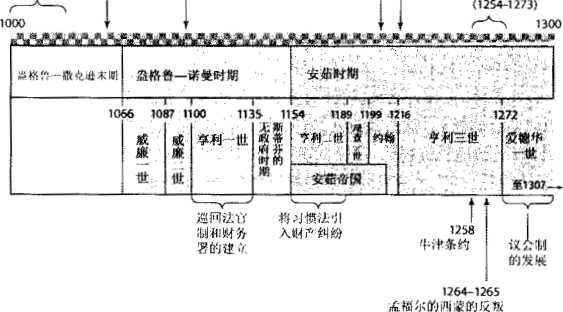 (1254–1273)
1000
1300
盎格鲁—撒克逊末期
盎格鲁—诺曼时期
安茹时期
1066
1087
1100
1135
1154
1189
1199
1216
1272
威廉一世
威廉二世
亨利一世
斯蒂芬的
无政府时期
亨利二世
理查一世
约翰
亨利三世
爱德华
一世
安茹帝国
至1307
巡回法官
制和财务
署的建立
将习惯法引
入财产纠纷
1258
牛津条约
议会制
的发展
1264–1265
孟福尔的西蒙的反叛